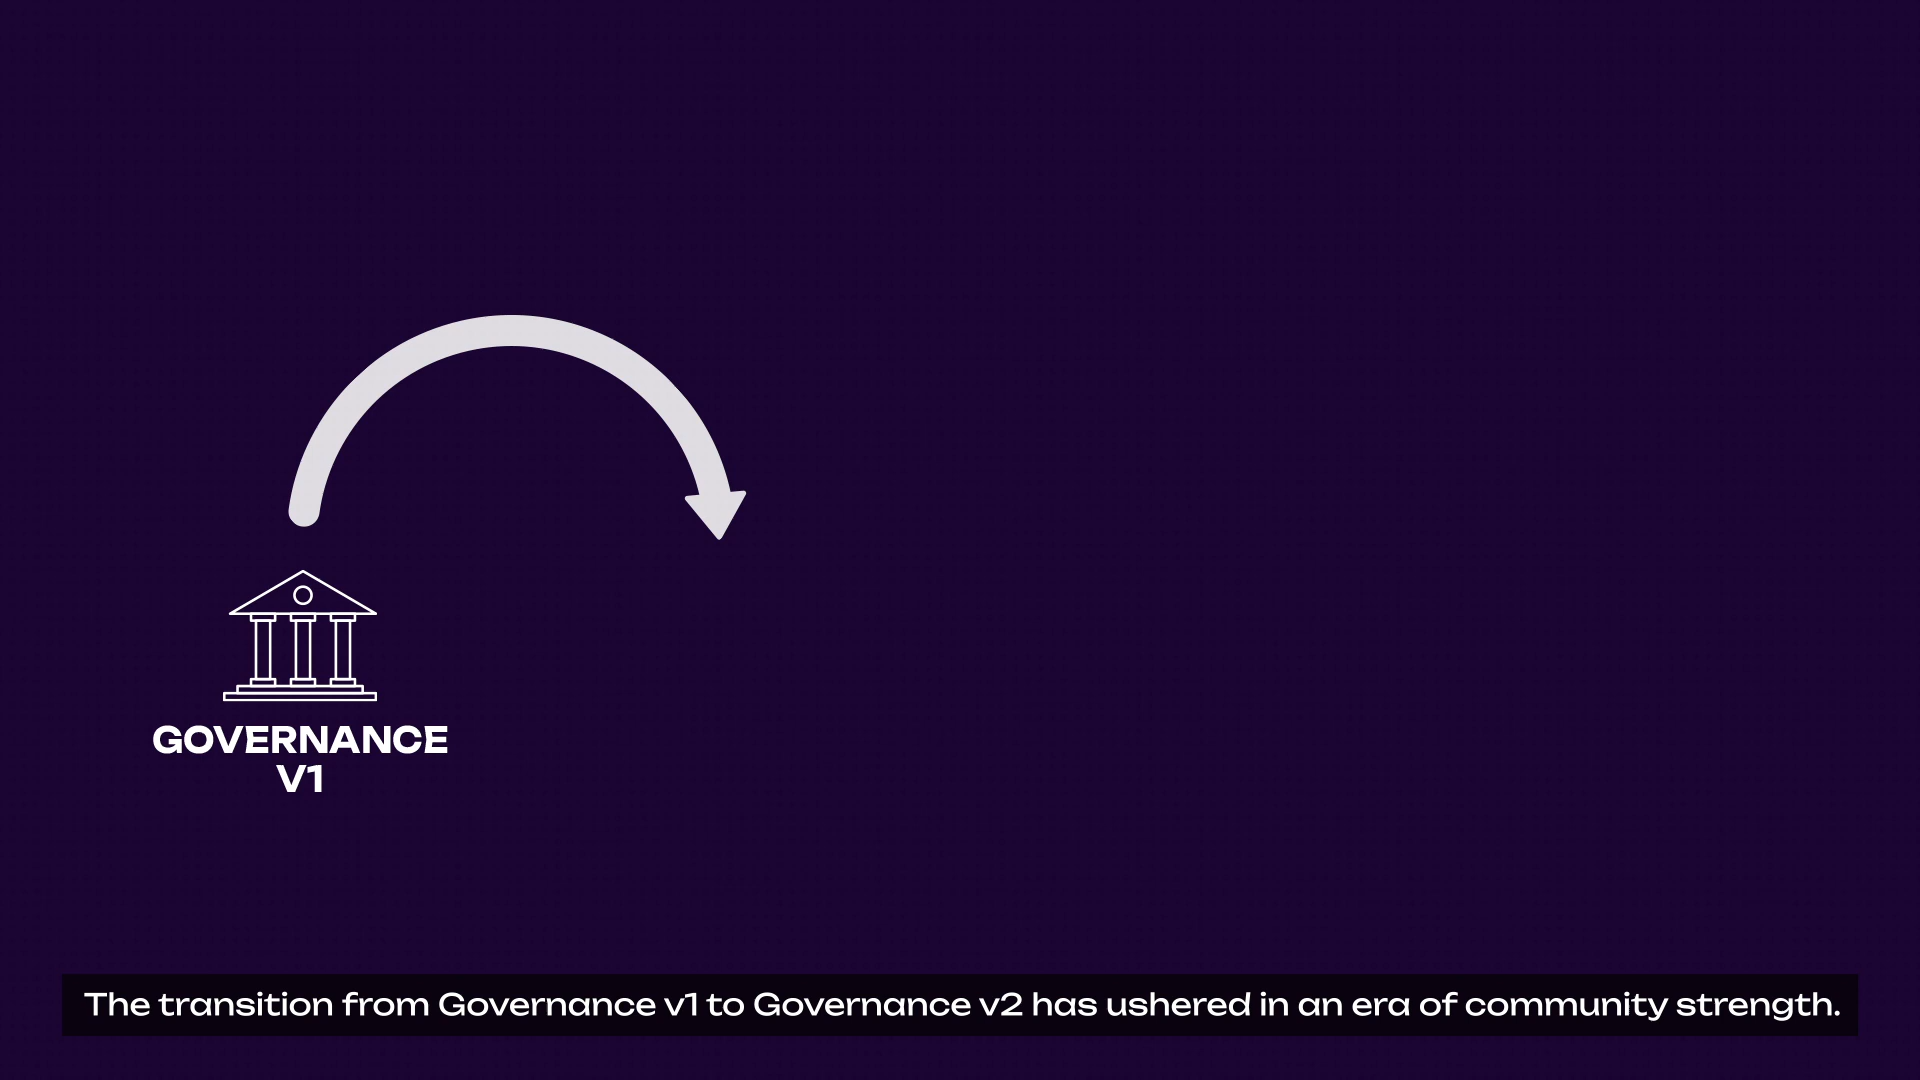 GOVERNANCE
V1
The transition from Governance v1 to Governance v2 has ushered in an era of community strength.